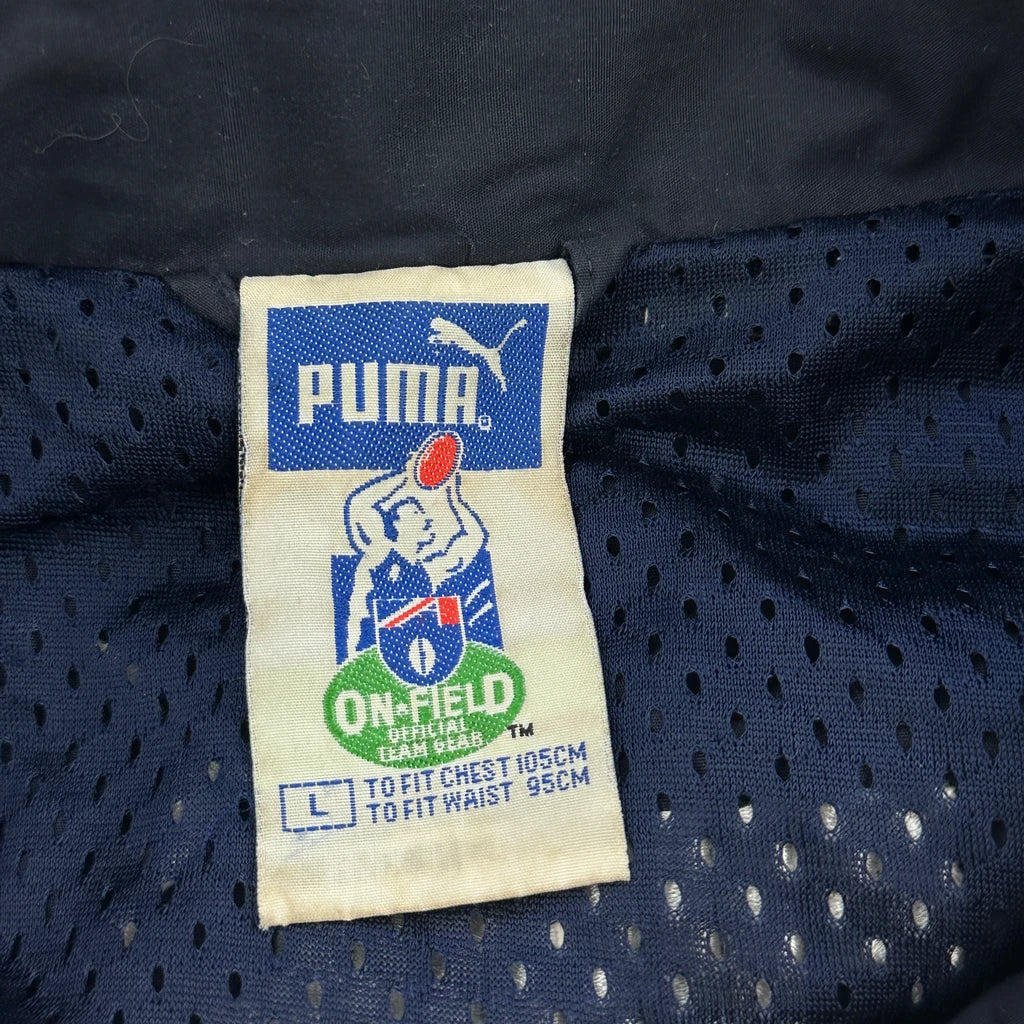 PUMA®
ON-FIELD
OFFICIAL
TEAM GEAR
™
L
TO FIT CHEST 105CM
TO FIT WAIST 95CM